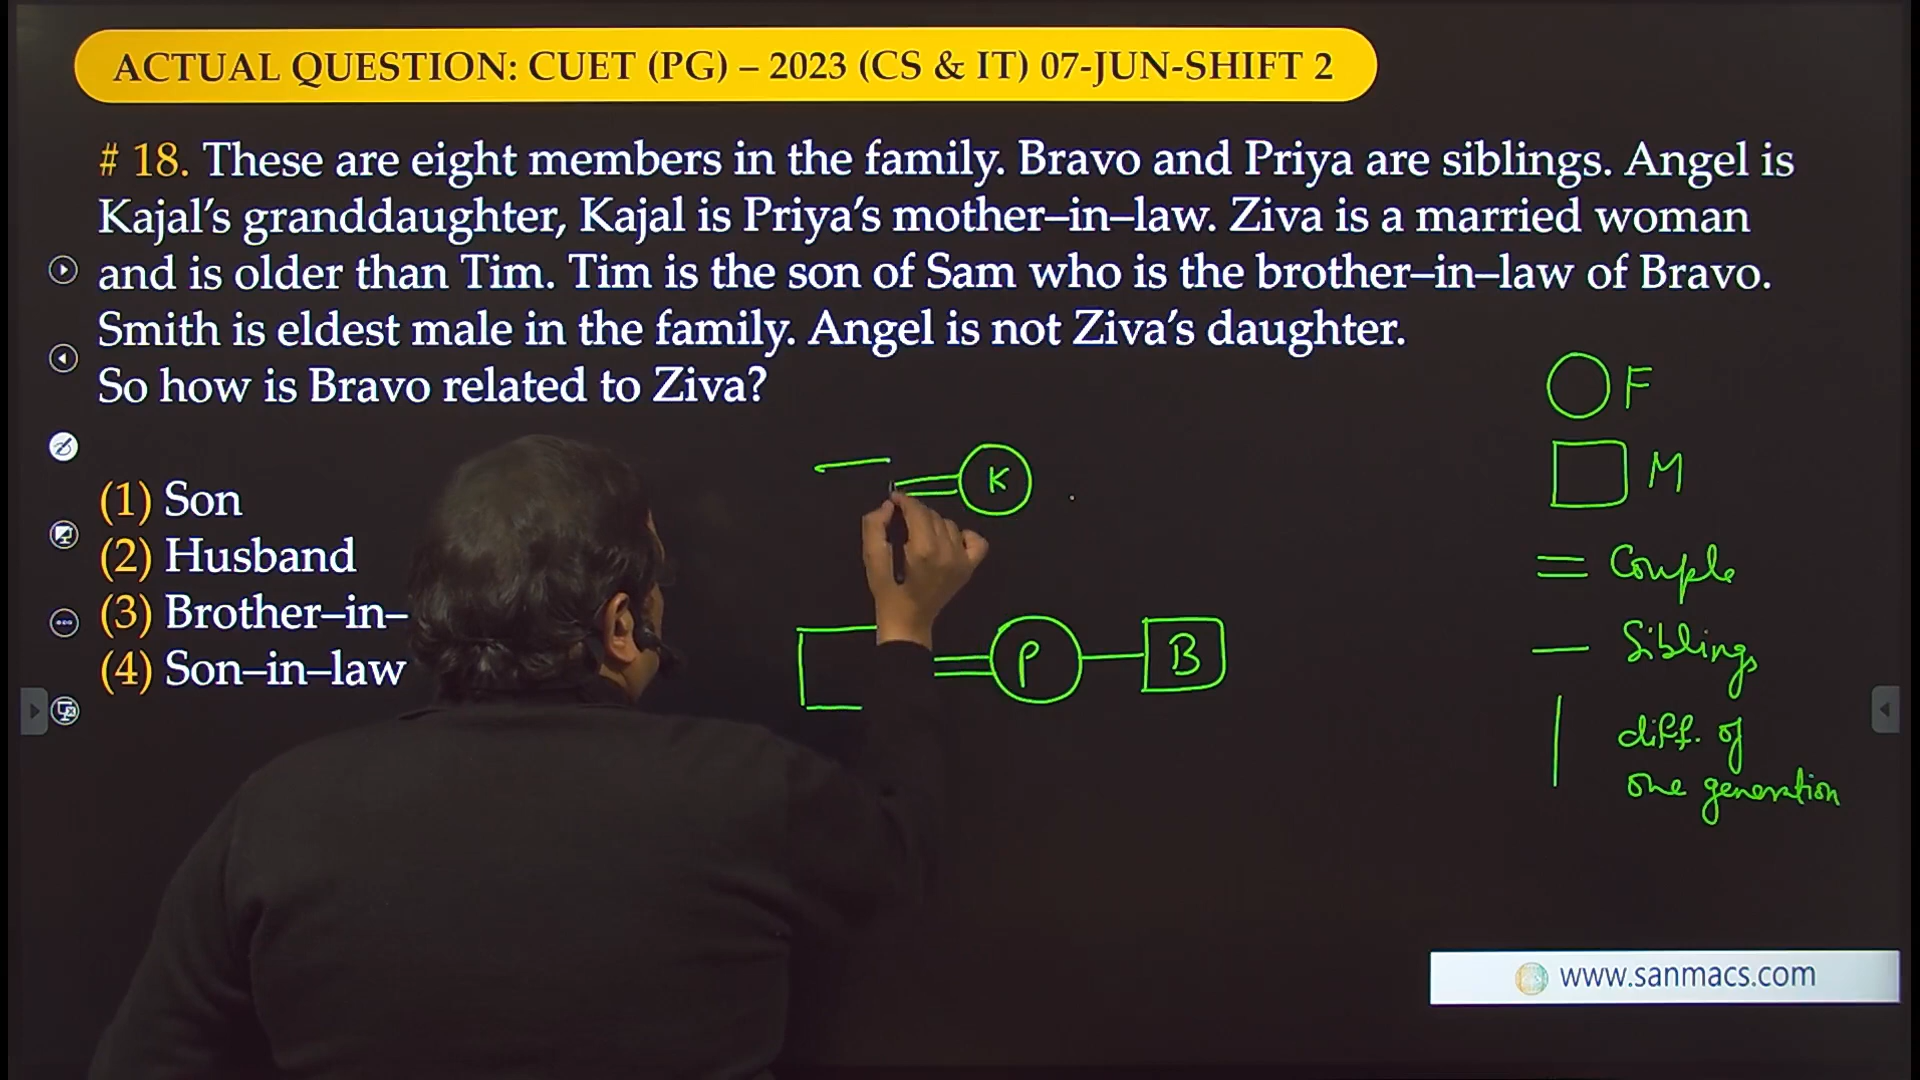 ACTUAL QUESTION: CUET (PG) – 2023 (CS & IT) 07-JUN-SHIFT 2
# 18. These are eight members in the family. Bravo and Priya are siblings. Angel is
Kajal’s granddaughter, Kajal is Priya’s mother–in–law. Ziva is a married woman
and is older than Tim. Tim is the son of Sam who is the brother–in–law of Bravo.
Smith is eldest male in the family. Angel is not Ziva’s daughter.
So how is Bravo related to Ziva?
(1) Son
(2) Husband
(3) Brother–in–
(4) Son–in–law
K
P
B
F
M
= Couple
— Siblings
| diff. of
one generation
www.sanmacs.com